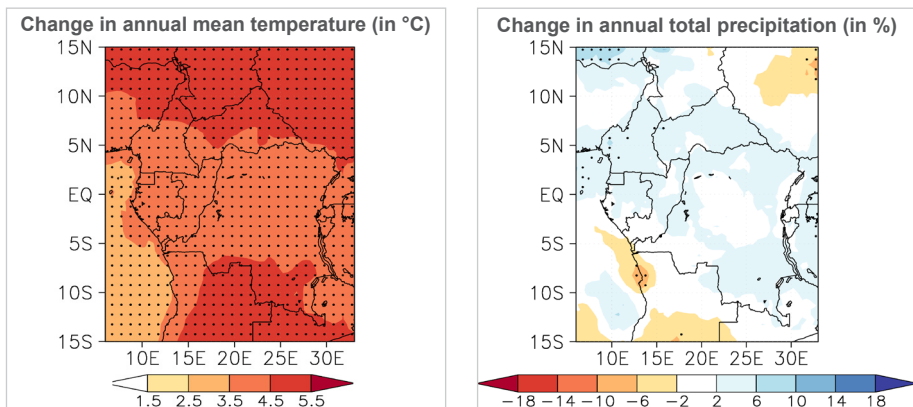 Change in annual mean temperature (in °C)
15N
10N
5N
EQ
5S
10S
15S
10E 15E 20E 25E 30E
1.5 2.5 3.5 4.5 5.5
Change in annual total precipitation (in %)
15N
10N
5N
EQ
5S
10S
15S
10E 15E 20E 25E 30E
−18 −14 −10 −6 −2 2 6 10 14 18